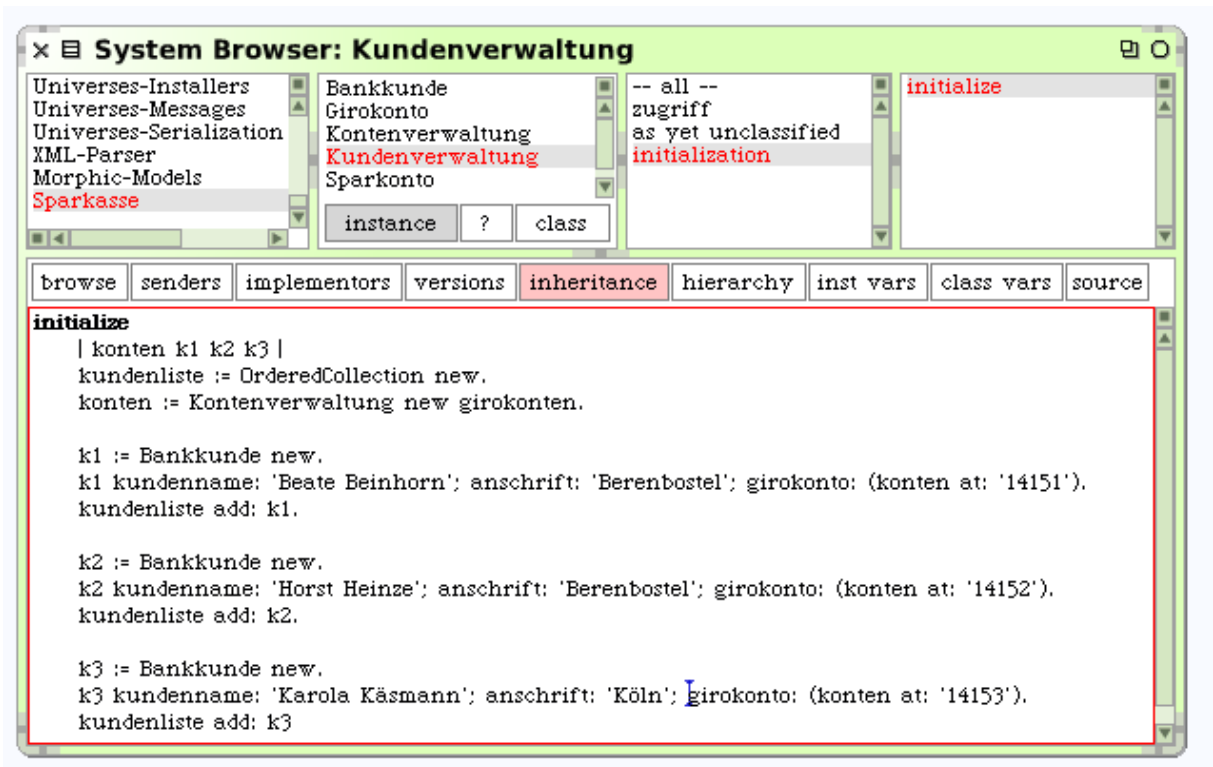 System Browser: Kundenverwaltung
Universes-Installers
Universes-Messages
Universes-Serialization
XML-Parser
Morphic-Models
Sparkasse
Bankkunde
Girokonto
Kontenverwaltung
Kundenverwaltung
Sparkonto
instance ? class
-- all --
zugriff
as yet unclassified
initialization
initialize
browse senders implementors versions inheritance hierarchy inst vars class vars source
initialize
| konten k1 k2 k3 |
kundenliste := OrderedCollection new.
konten := Kontenverwaltung new girokonten.
k1 := Bankkunde new.
k1 kundenname: 'Beate Beinhorn'; anschrift: 'Berenbostel'; girokonto: (konten at: '14151').
kundenliste add: k1.
k2 := Bankkunde new.
k2 kundenname: 'Horst Heinze'; anschrift: 'Berenbostel'; girokonto: (konten at: '14152').
kundenliste add: k2.
k3 := Bankkunde new.
k3 kundenname: 'Karola Käsmann'; anschrift: 'Köln'; girokonto: (konten at: '14153').
kundenliste add: k3